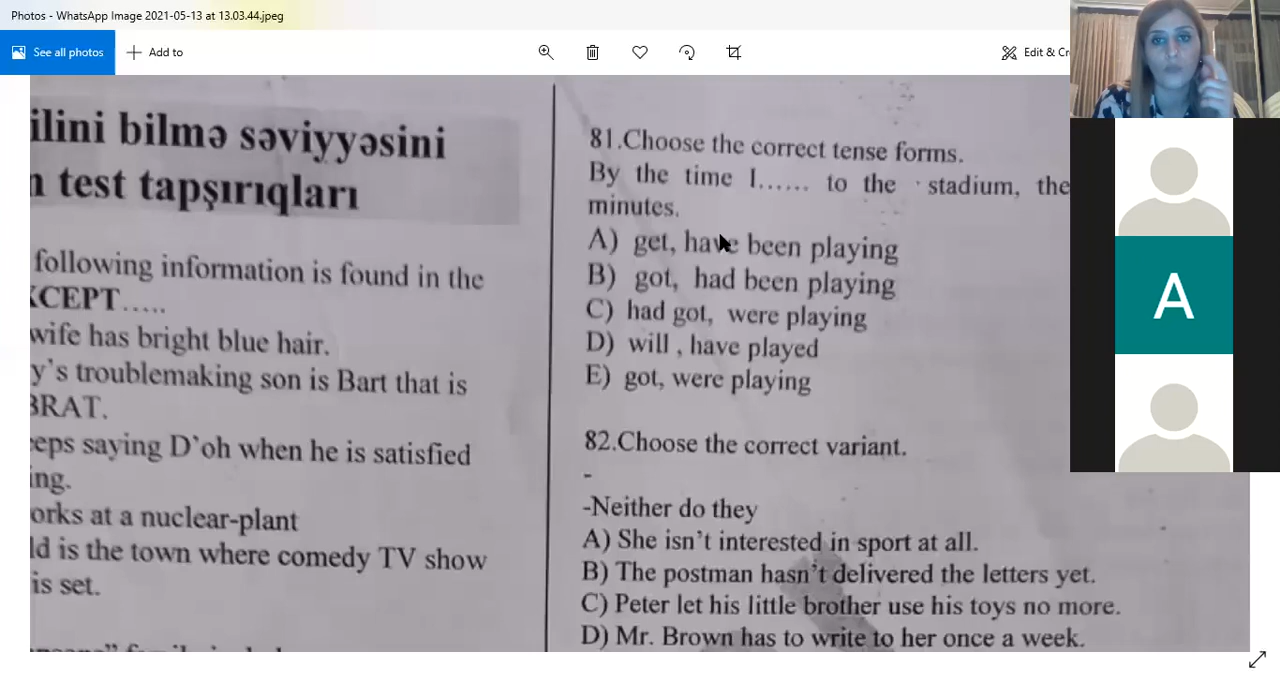 Photos - WhatsApp Image 2021-05-13 at 13.03.44.jpeg
See all photos
Add to
Edit & Cr
ilini bilmə səviyyəsini
test tapşırıqları
following information is found in the
XCEPT.....
wife has bright blue hair.
y's troublemaking son is Bart that is
BRAT.
eeps saying D'oh when he is satisfied
ing.
orks at a nuclear-plant
ld is the town where comedy TV show
is set.
81.Choose the correct tense forms.
By the time I...... to the stadium, the
minutes.
A) get, have been playing
B) got, had been playing
C) had got, were playing
D) will , have played
E) got, were playing
82.Choose the correct variant.
-
-Neither do they
A) She isn't interested in sport at all.
B) The postman hasn't delivered the letters yet.
C) Peter let his little brother use his toys no more.
D) Mr. Brown has to write to her once a week.
A